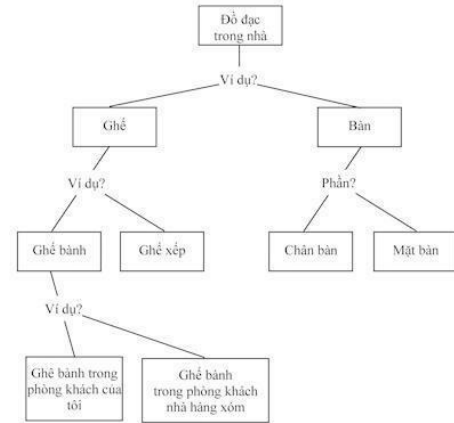 Đồ đạc
trong nhà
Ví dụ?
Ghế
Bàn
Ví dụ?
Phần?
Ghế bành
Ghế xếp
Chân bàn
Mặt bàn
Ví dụ?
Ghê bành trong
phòng khách của
tôi
Ghế bành
trong phòng khách
nhà hàng xóm